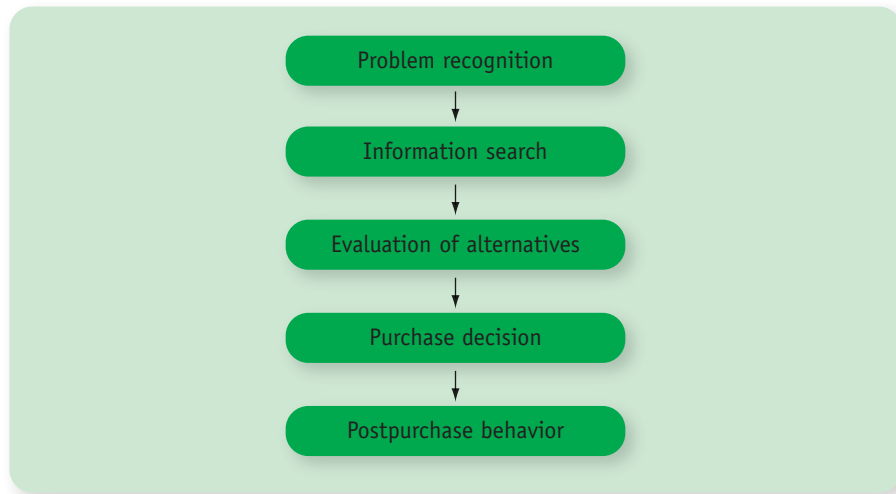 Problem recognition
Information search
Evaluation of alternatives
Purchase decision
Postpurchase behavior